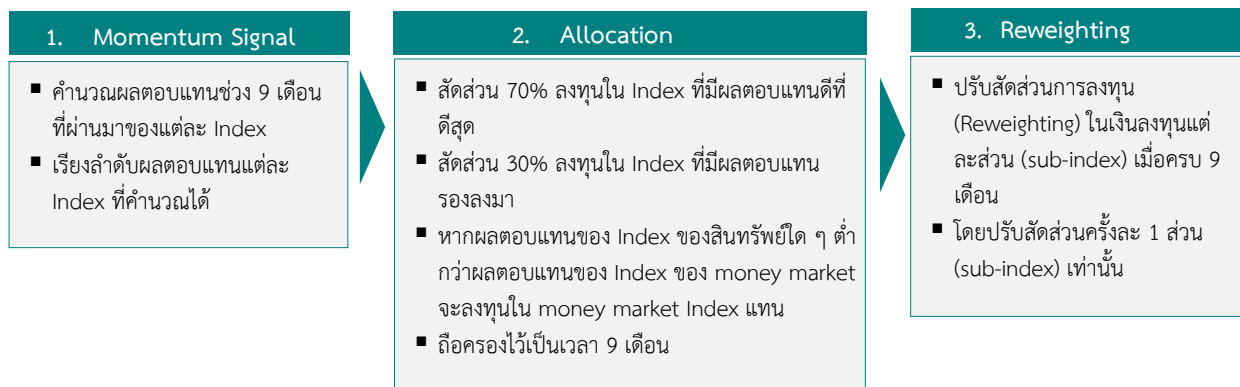 1. Momentum Signal
■ คำนวณผลตอบแทนช่วง 9 เดือน
ที่ผ่านมาของแต่ละ Index
■ เรียงลำดับผลตอบแทนแต่ละ
Index ที่คำนวณได้
2. Allocation
■ สัดส่วน 70% ลงทุนใน Index ที่มีผลตอบแทนดีที่
ดีสุด
■ สัดส่วน 30% ลงทุนใน Index ที่มีผลตอบแทน
รองลงมา
■ หากผลตอบแทนของ Index ของสินทรัพย์ใด ๆ ต่ำ
กว่าผลตอบแทนของ Index ของ money market
จะลงทุนใน money market Index แทน
■ ถือครองไว้เป็นเวลา 9 เดือน
3. Reweighting
■ ปรับสัดส่วนการลงทุน
(Reweighting) ในเงินลงทุนแต่
ละส่วน (sub-index) เมื่อครบ 9
เดือน
■ โดยปรับสัดส่วนครั้งละ 1 ส่วน
(sub-index) เท่านั้น